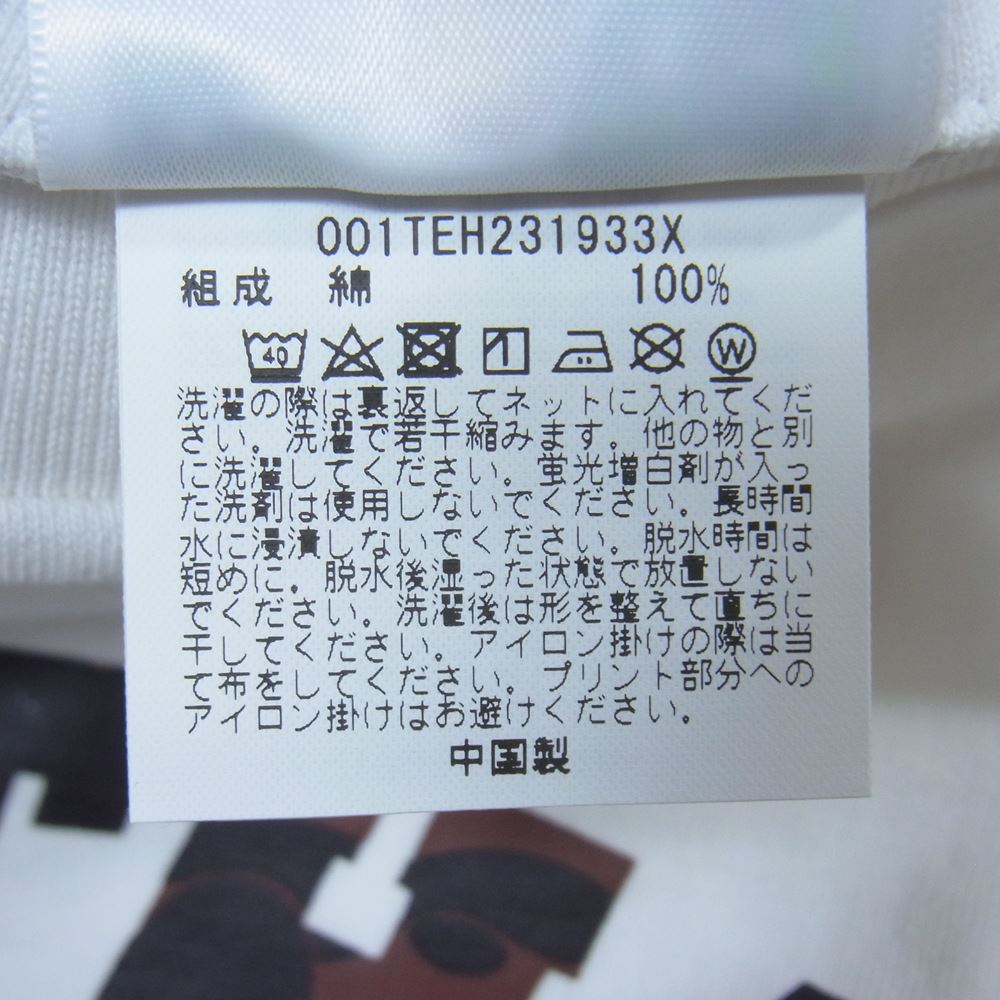 001TEH231933X
組成 綿 100%
40 W
洗濯の際は裏返してネットに入れてくだ
さい。洗濯で若干縮みます。他の物と別
に洗濯してください。蛍光増白剤が入っ
た洗剤は使用しないでください。長時間
水に浸漬しないでください。脱水時間は
短めに。脱水後湿った状態で放置しない
でください。洗濯後は形を整えて直ちに
干してください。アイロン掛けの際は当
て布をしてください。プリント部分への
アイロン掛けはお避けください。
中国製